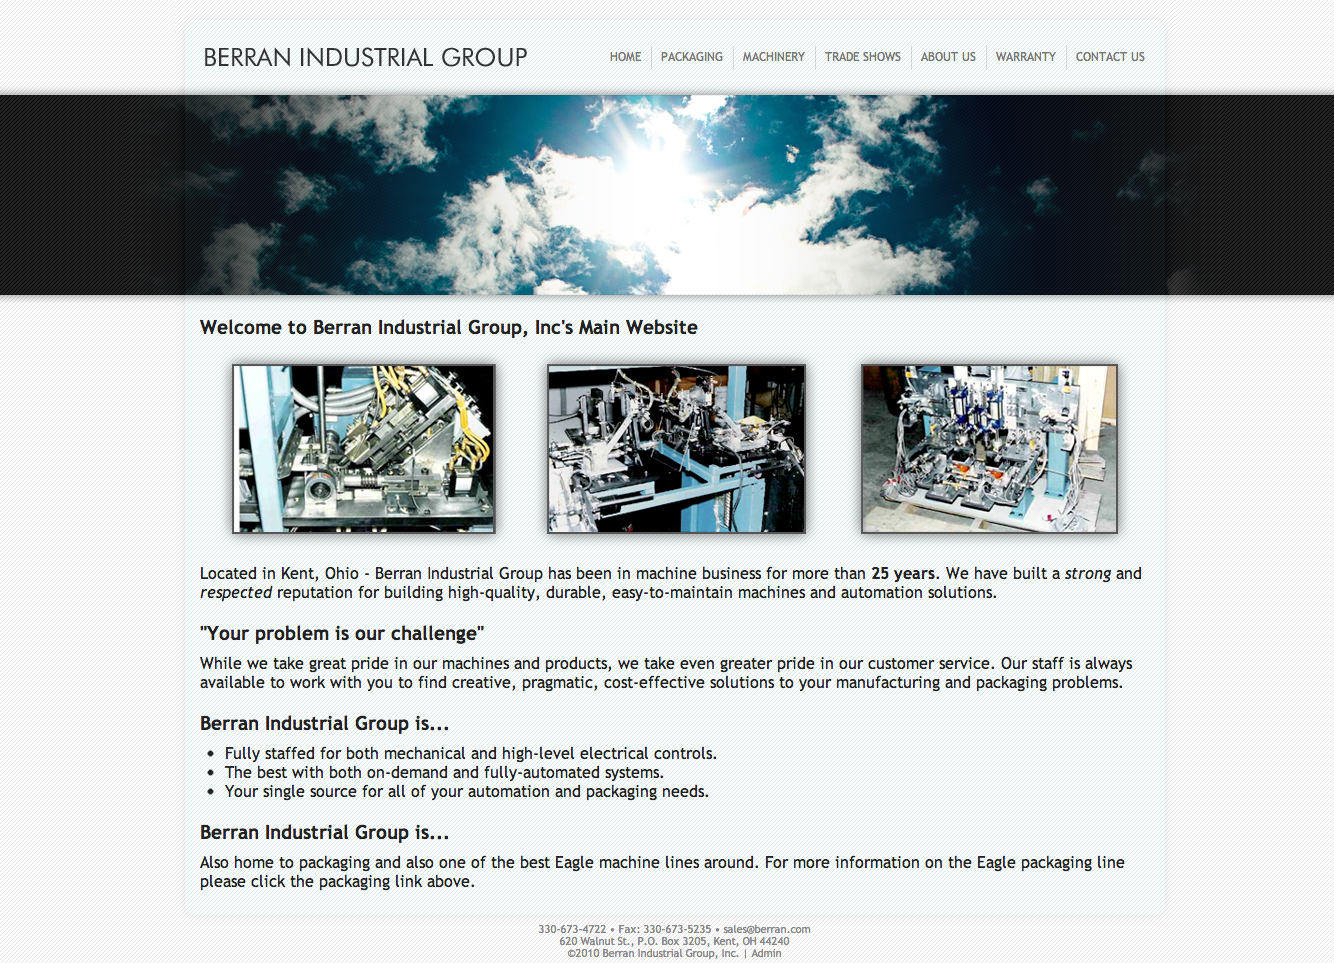 BERRAN INDUSTRIAL GROUP
HOME
PACKAGING
MACHINERY
TRADE SHOWS
ABOUT US
WARRANTY
CONTACT US
Welcome to Berran Industrial Group, Inc's Main Website
Located in Kent, Ohio - Berran Industrial Group has been in machine business for more than 25 years. We have built a strong and
respected reputation for building high-quality, durable, easy-to-maintain machines and automation solutions.
"Your problem is our challenge"
While we take great pride in our machines and products, we take even greater pride in our customer service. Our staff is always
available to work with you to find creative, pragmatic, cost-effective solutions to your manufacturing and packaging problems.
Berran Industrial Group is...
• Fully staffed for both mechanical and high-level electrical controls.
• The best with both on-demand and fully-automated systems.
• Your single source for all of your automation and packaging needs.
Berran Industrial Group is...
Also home to packaging and also one of the best Eagle machine lines around. For more information on the Eagle packaging line
please click the packaging link above.
330-673-4722 • Fax: 330-673-5235 • sales@berran.com
620 Walnut St., P.O. Box 3205, Kent, OH 44240
©2010 Berran Industrial Group, Inc. | Admin